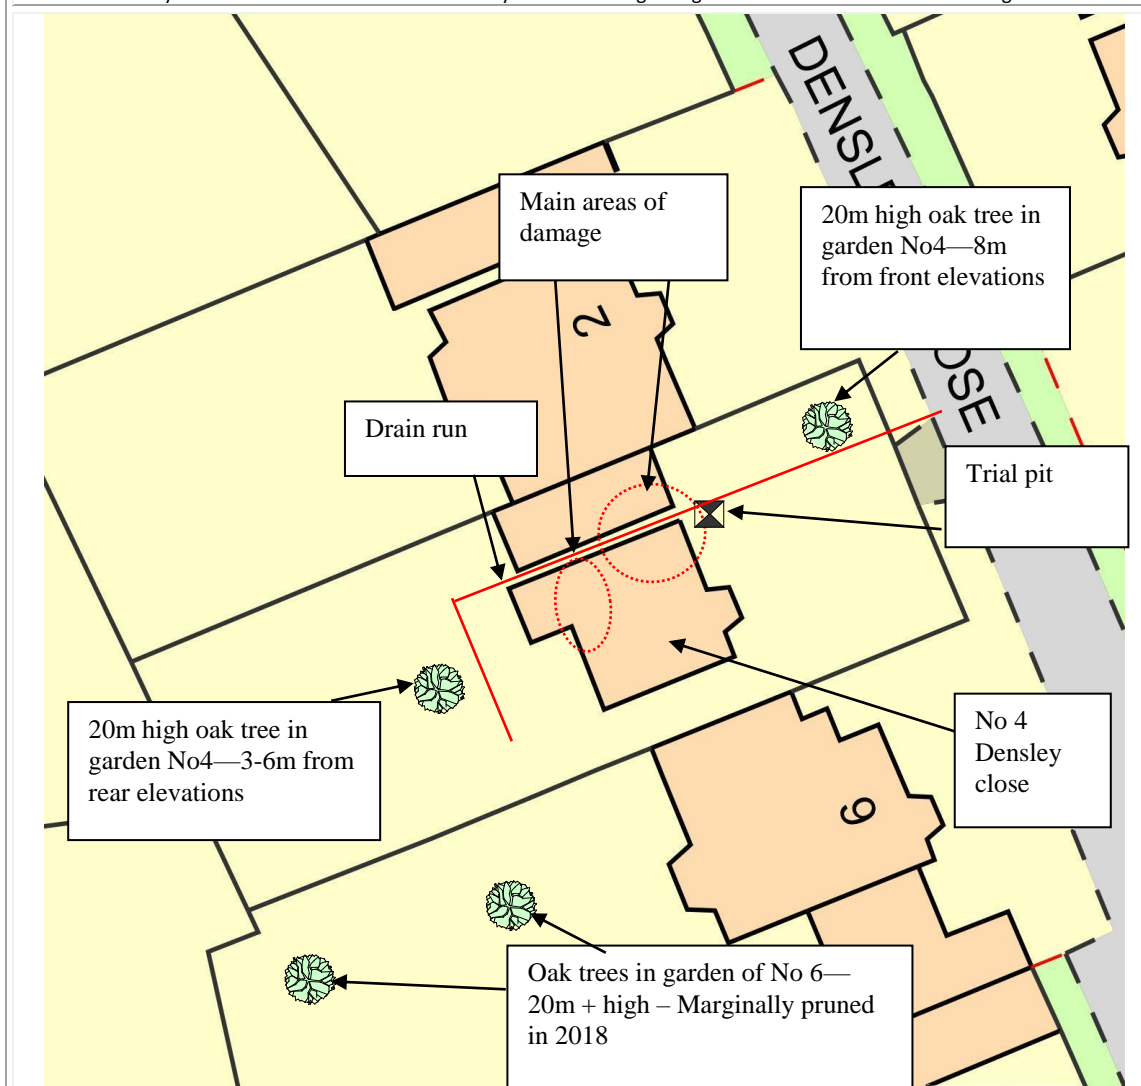 DENSL
OSE
Main areas of
damage
20m high oak tree in
garden No4—8m
from front elevations
2
Drain run
Trial pit
20m high oak tree in
garden No4—3-6m from
rear elevations
No 4
Densley
close
6
Oak trees in garden of No 6—
20m + high – Marginally pruned
in 2018